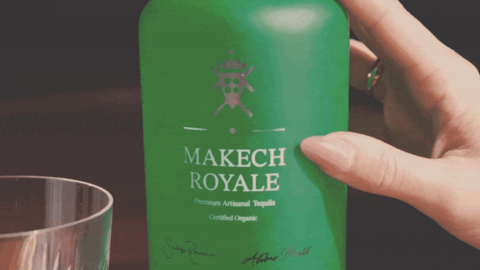 MAKECH
ROYALE
Premium Artisanal Tequila
Certified Organic